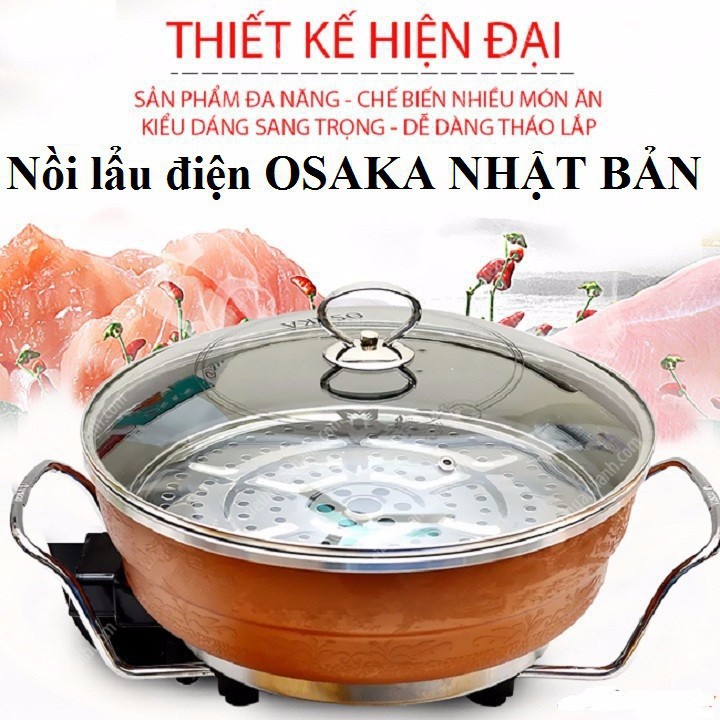 THIẾT KẾ HIỆN ĐẠI
SẢN PHẨM ĐA NĂNG - CHẾ BIẾN NHIỀU MÓN ĂN
KIỂU DÁNG SANG TRỌNG - DỄ DÀNG THÁO LẮP
Nồi lẩu điện OSAKA NHẬT BẢN
OSAKA